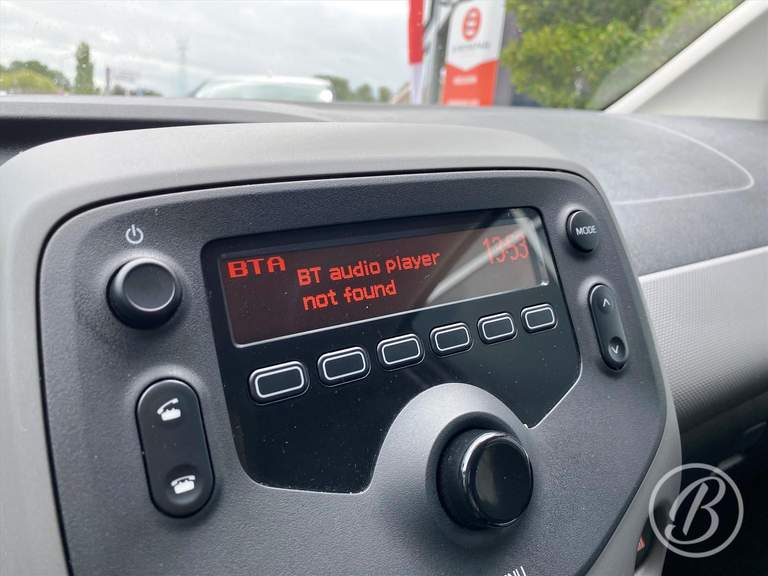 BTA
BT audio player
not found
13:53
MODE
B